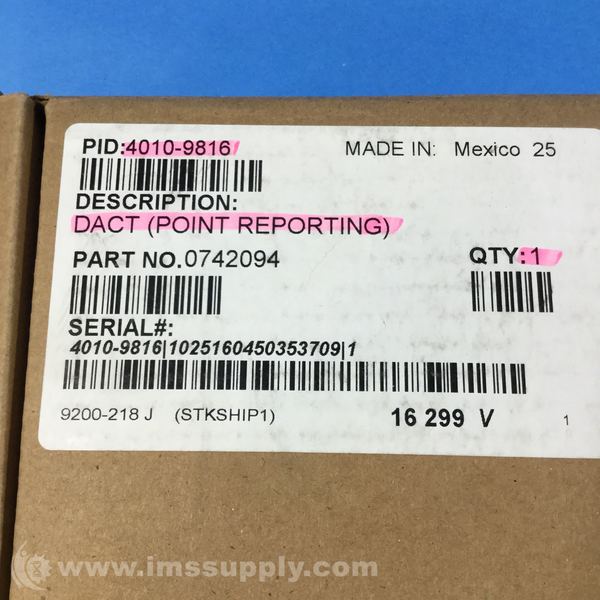 PID:4010-9816 MADE IN: Mexico 25
DESCRIPTION:
DACT (POINT REPORTING)
PART NO.0742094 QTY:1
SERIAL#:
4010-9816|1025160450353709|1
9200-218 J (STKSHIP1) 16 299 V 1
www.imssupply.com